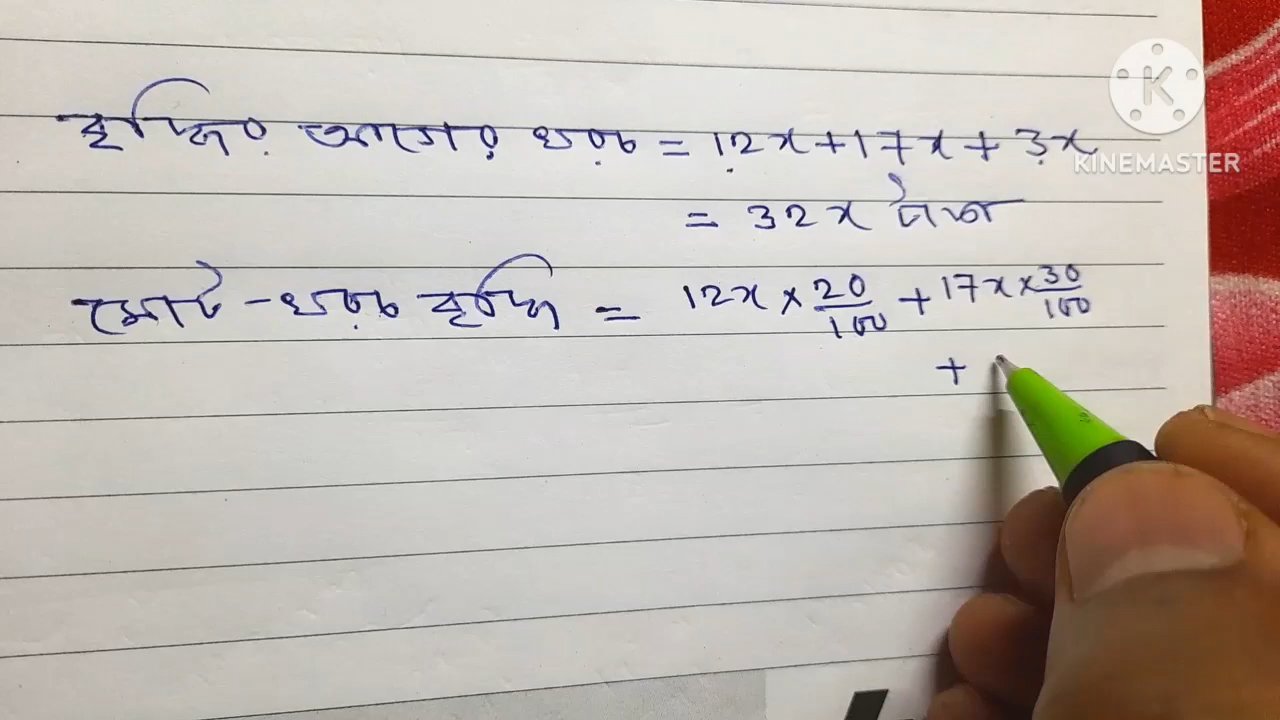 বৃদ্ধির আগের খরচ = 12x + 17x + 3x
= 32x টাকা
মোট খরচ বৃদ্ধি = 12x × 20/100 + 17x × 30/100
+
K
KINEMASTER